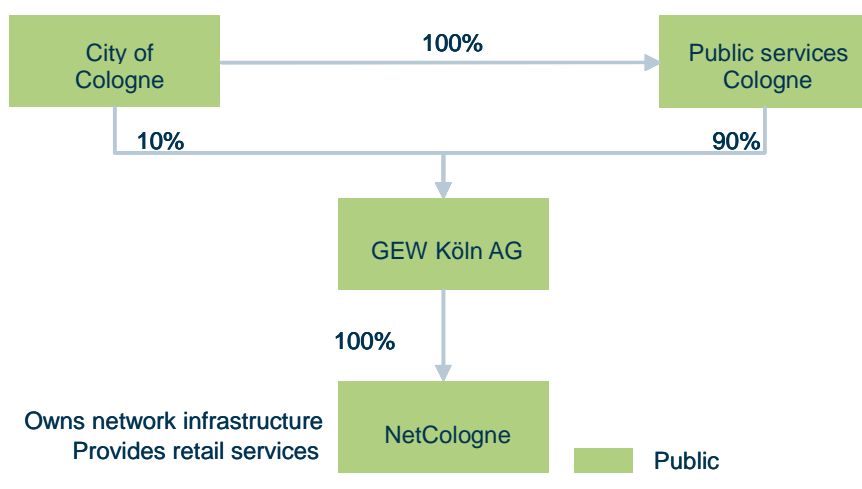 City of
Cologne
100%
Public services
Cologne
10%
90%
GEW Köln AG
100%
Owns network infrastructure
Provides retail services
NetCologne
Public